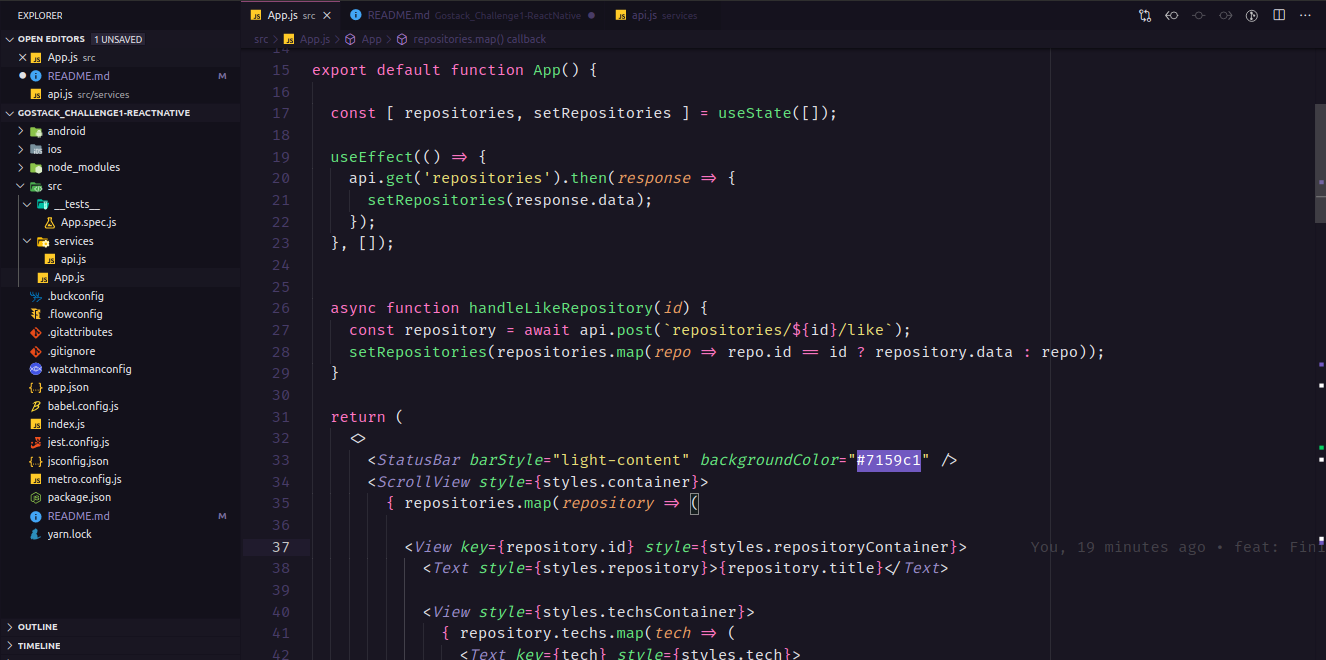 EXPLORER
OPEN EDITORS 1 UNSAVED
App.js src
README.md M
api.js src/services
GOSTACK_CHALLENGE1-REACTNATIVE
android
ios
node_modules
src
__tests__
App.spec.js
services
api.js
App.js
.buckconfig
.flowconfig
.gitattributes
.gitignore
.watchmanconfig
app.json
babel.config.js
index.js
jest.config.js
jsconfig.json
metro.config.js
package.json
README.md M
yarn.lock
OUTLINE
TIMELINE
App.js src README.md Gostack_Challenge1-ReactNative api.js services
src > App.js > App > repositories.map() callback
14
15 export default function App() {
16
17 const [ repositories, setRepositories ] = useState([]);
18
19 useEffect(() => {
20 api.get('repositories').then(response => {
21 setRepositories(response.data);
22 });
23 }, []);
24
25
26 async function handleLikeRepository(id) {
27 const repository = await api.post(`repositories/${id}/like`);
28 setRepositories(repositories.map(repo => repo.id == id ? repository.data : repo));
29 }
30
31 return (
32 <>
33 <StatusBar barStyle="light-content" backgroundColor="#7159c1" />
34 <ScrollView style={styles.container}>
35 { repositories.map(repository => (
36
37 <View key={repository.id} style={styles.repositoryContainer}> You, 19 minutes ago • feat: Fini
38 <Text style={styles.repository}>{repository.title}</Text>
39
40 <View style={styles.techsContainer}>
41 { repository.techs.map(tech => (
42 <Text key={tech} style={styles.tech}>